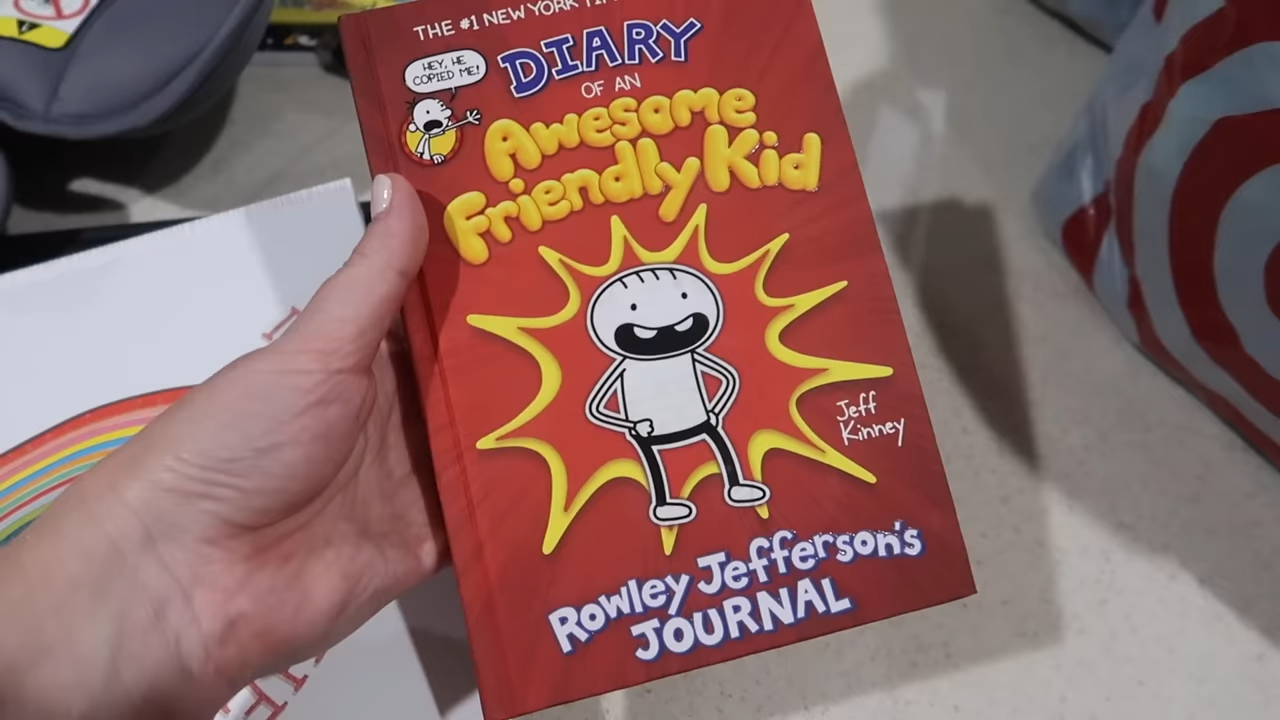 THE #1 NEW YORK
HEY, HE
COPIED ME!
DIARY
OF AN
Awesome
Friendly Kid
Jeff
Kinney
Rowley Jefferson's
JOURNAL